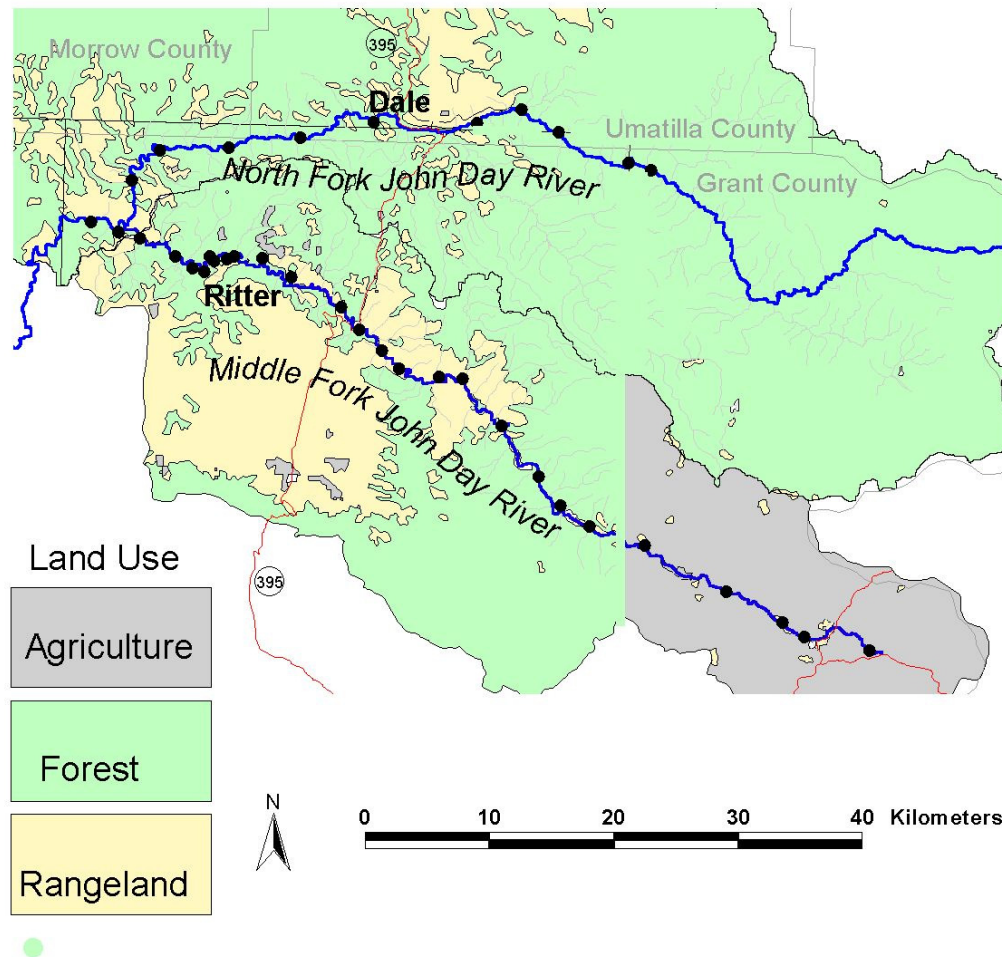 Morrow County
395
Dale
Umatilla County
North Fork John Day River
Grant County
Ritter
Middle Fork John Day River
395
Land Use
Agriculture
Forest
Rangeland
N
0 10 20 30 40 Kilometers